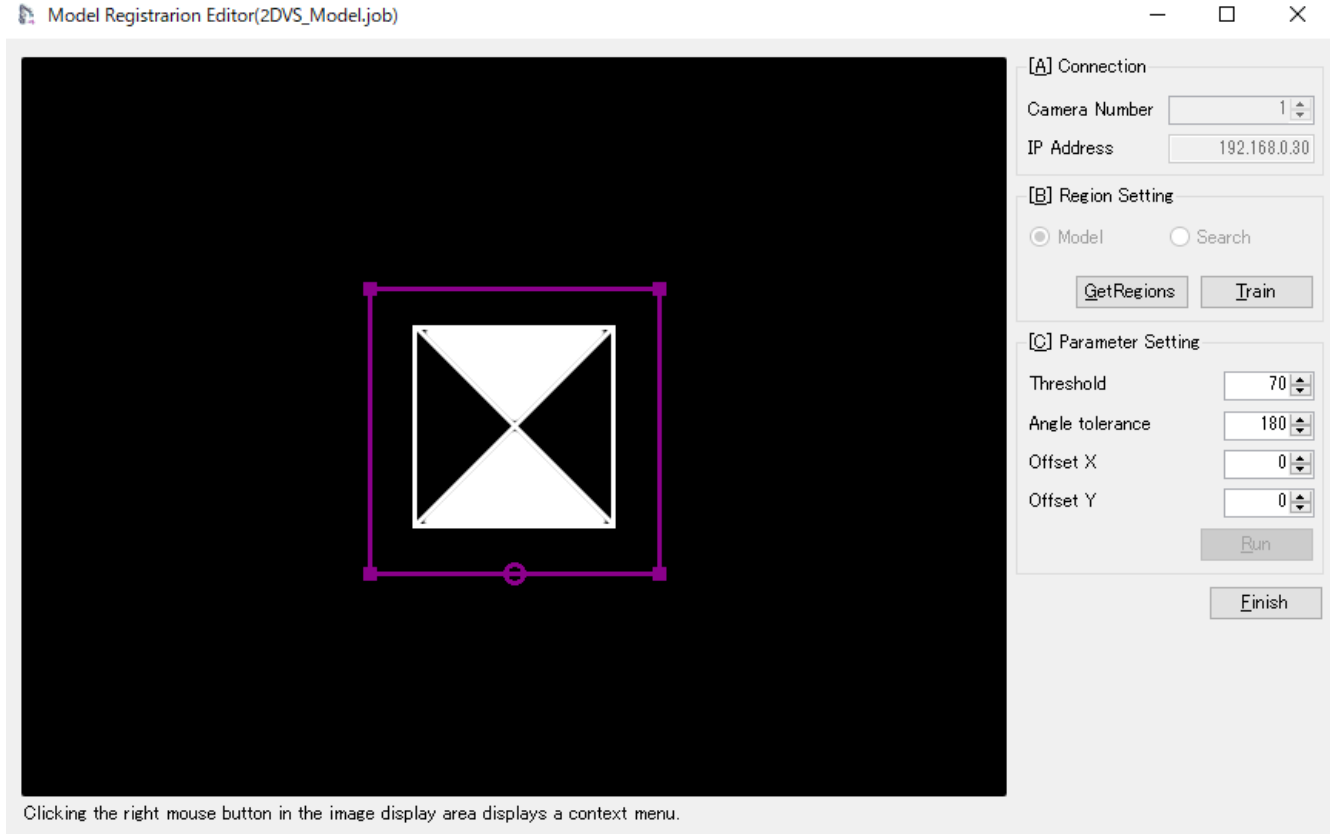 Model Registrarion Editor(2DVS_Model.job)
[A] Connection
Camera Number 1
IP Address 192.168.0.30
[B] Region Setting
Model Search
GetRegions Train
[C] Parameter Setting
Threshold 70
Angle tolerance 180
Offset X 0
Offset Y 0
Run
Finish
Clicking the right mouse button in the image display area displays a context menu.